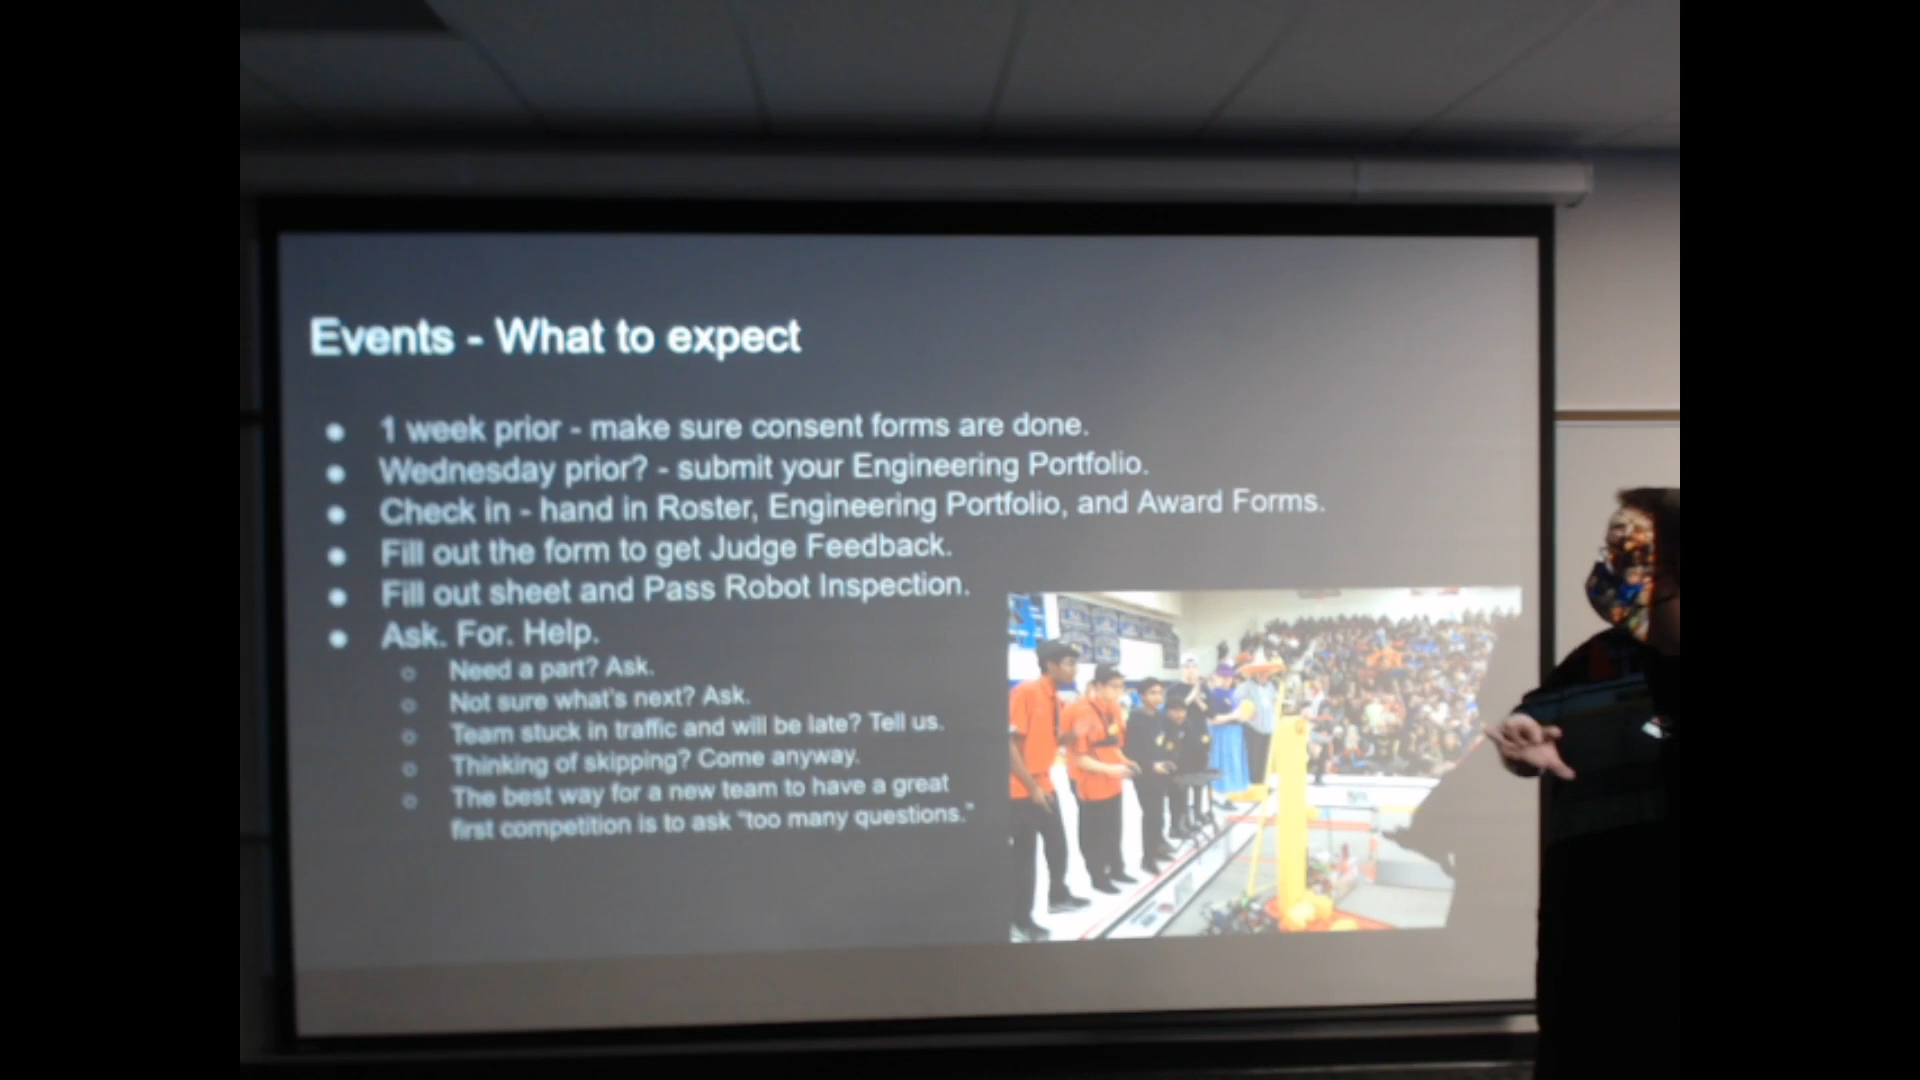 Events - What to expect
● 1 week prior - make sure consent forms are done.
● Wednesday prior? - submit your Engineering Portfolio.
● Check in - hand in Roster, Engineering Portfolio, and Award Forms.
● Fill out the form to get Judge Feedback.
● Fill out sheet and Pass Robot Inspection.
● Ask. For. Help.
○ Need a part? Ask.
○ Not sure what's next? Ask.
○ Team stuck in traffic and will be late? Tell us.
○ Thinking of skipping? Come anyway.
○ The best way for a new team to have a great
first competition is to ask "too many questions."